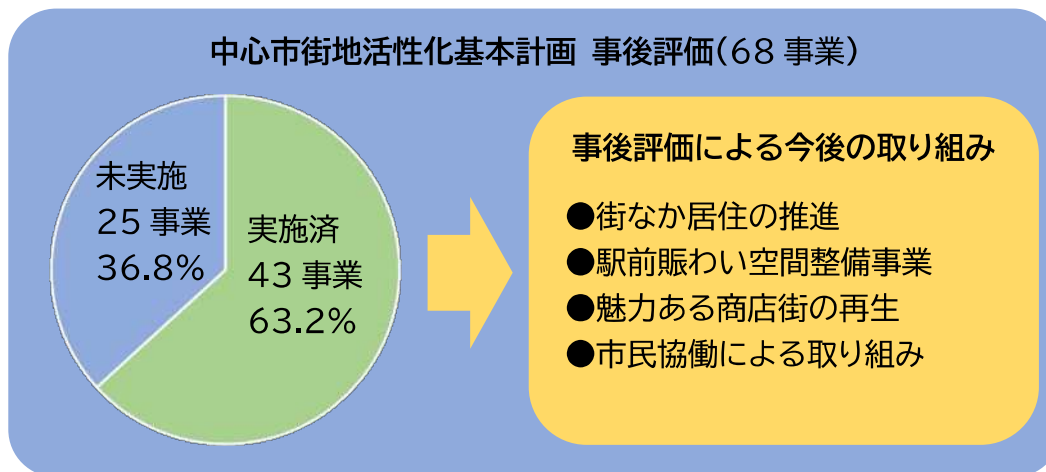 中心市街地活性化基本計画 事後評価(68 事業)
未実施
25 事業
36.8%
実施済
43 事業
63.2%
事後評価による今後の取り組み
●街なか居住の推進
●駅前賑わい空間整備事業
●魅力ある商店街の再生
●市民協働による取り組み